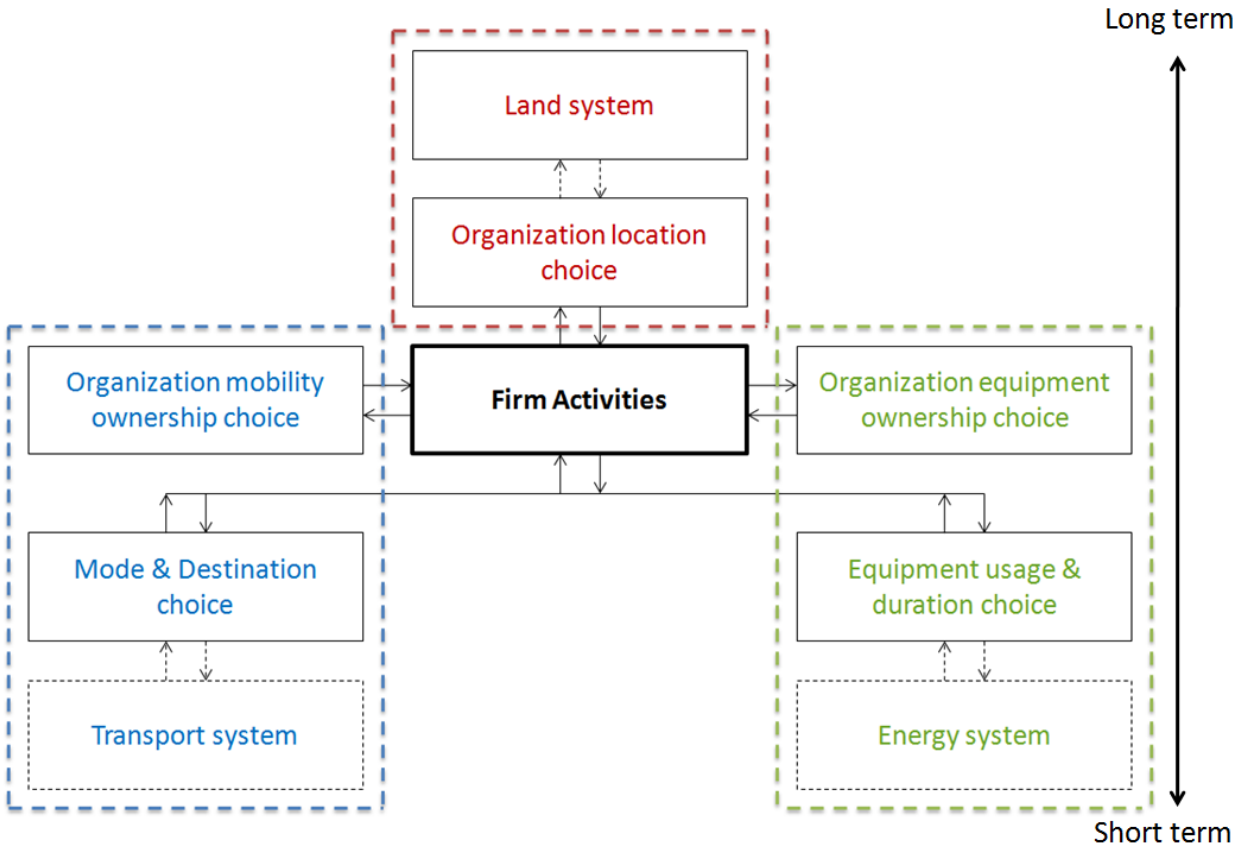 Long term
Land system
Organization location
choice
Organization mobility
ownership choice
Firm Activities
Organization equipment
ownership choice
Mode & Destination
choice
Equipment usage &
duration choice
Transport system
Energy system
Short term